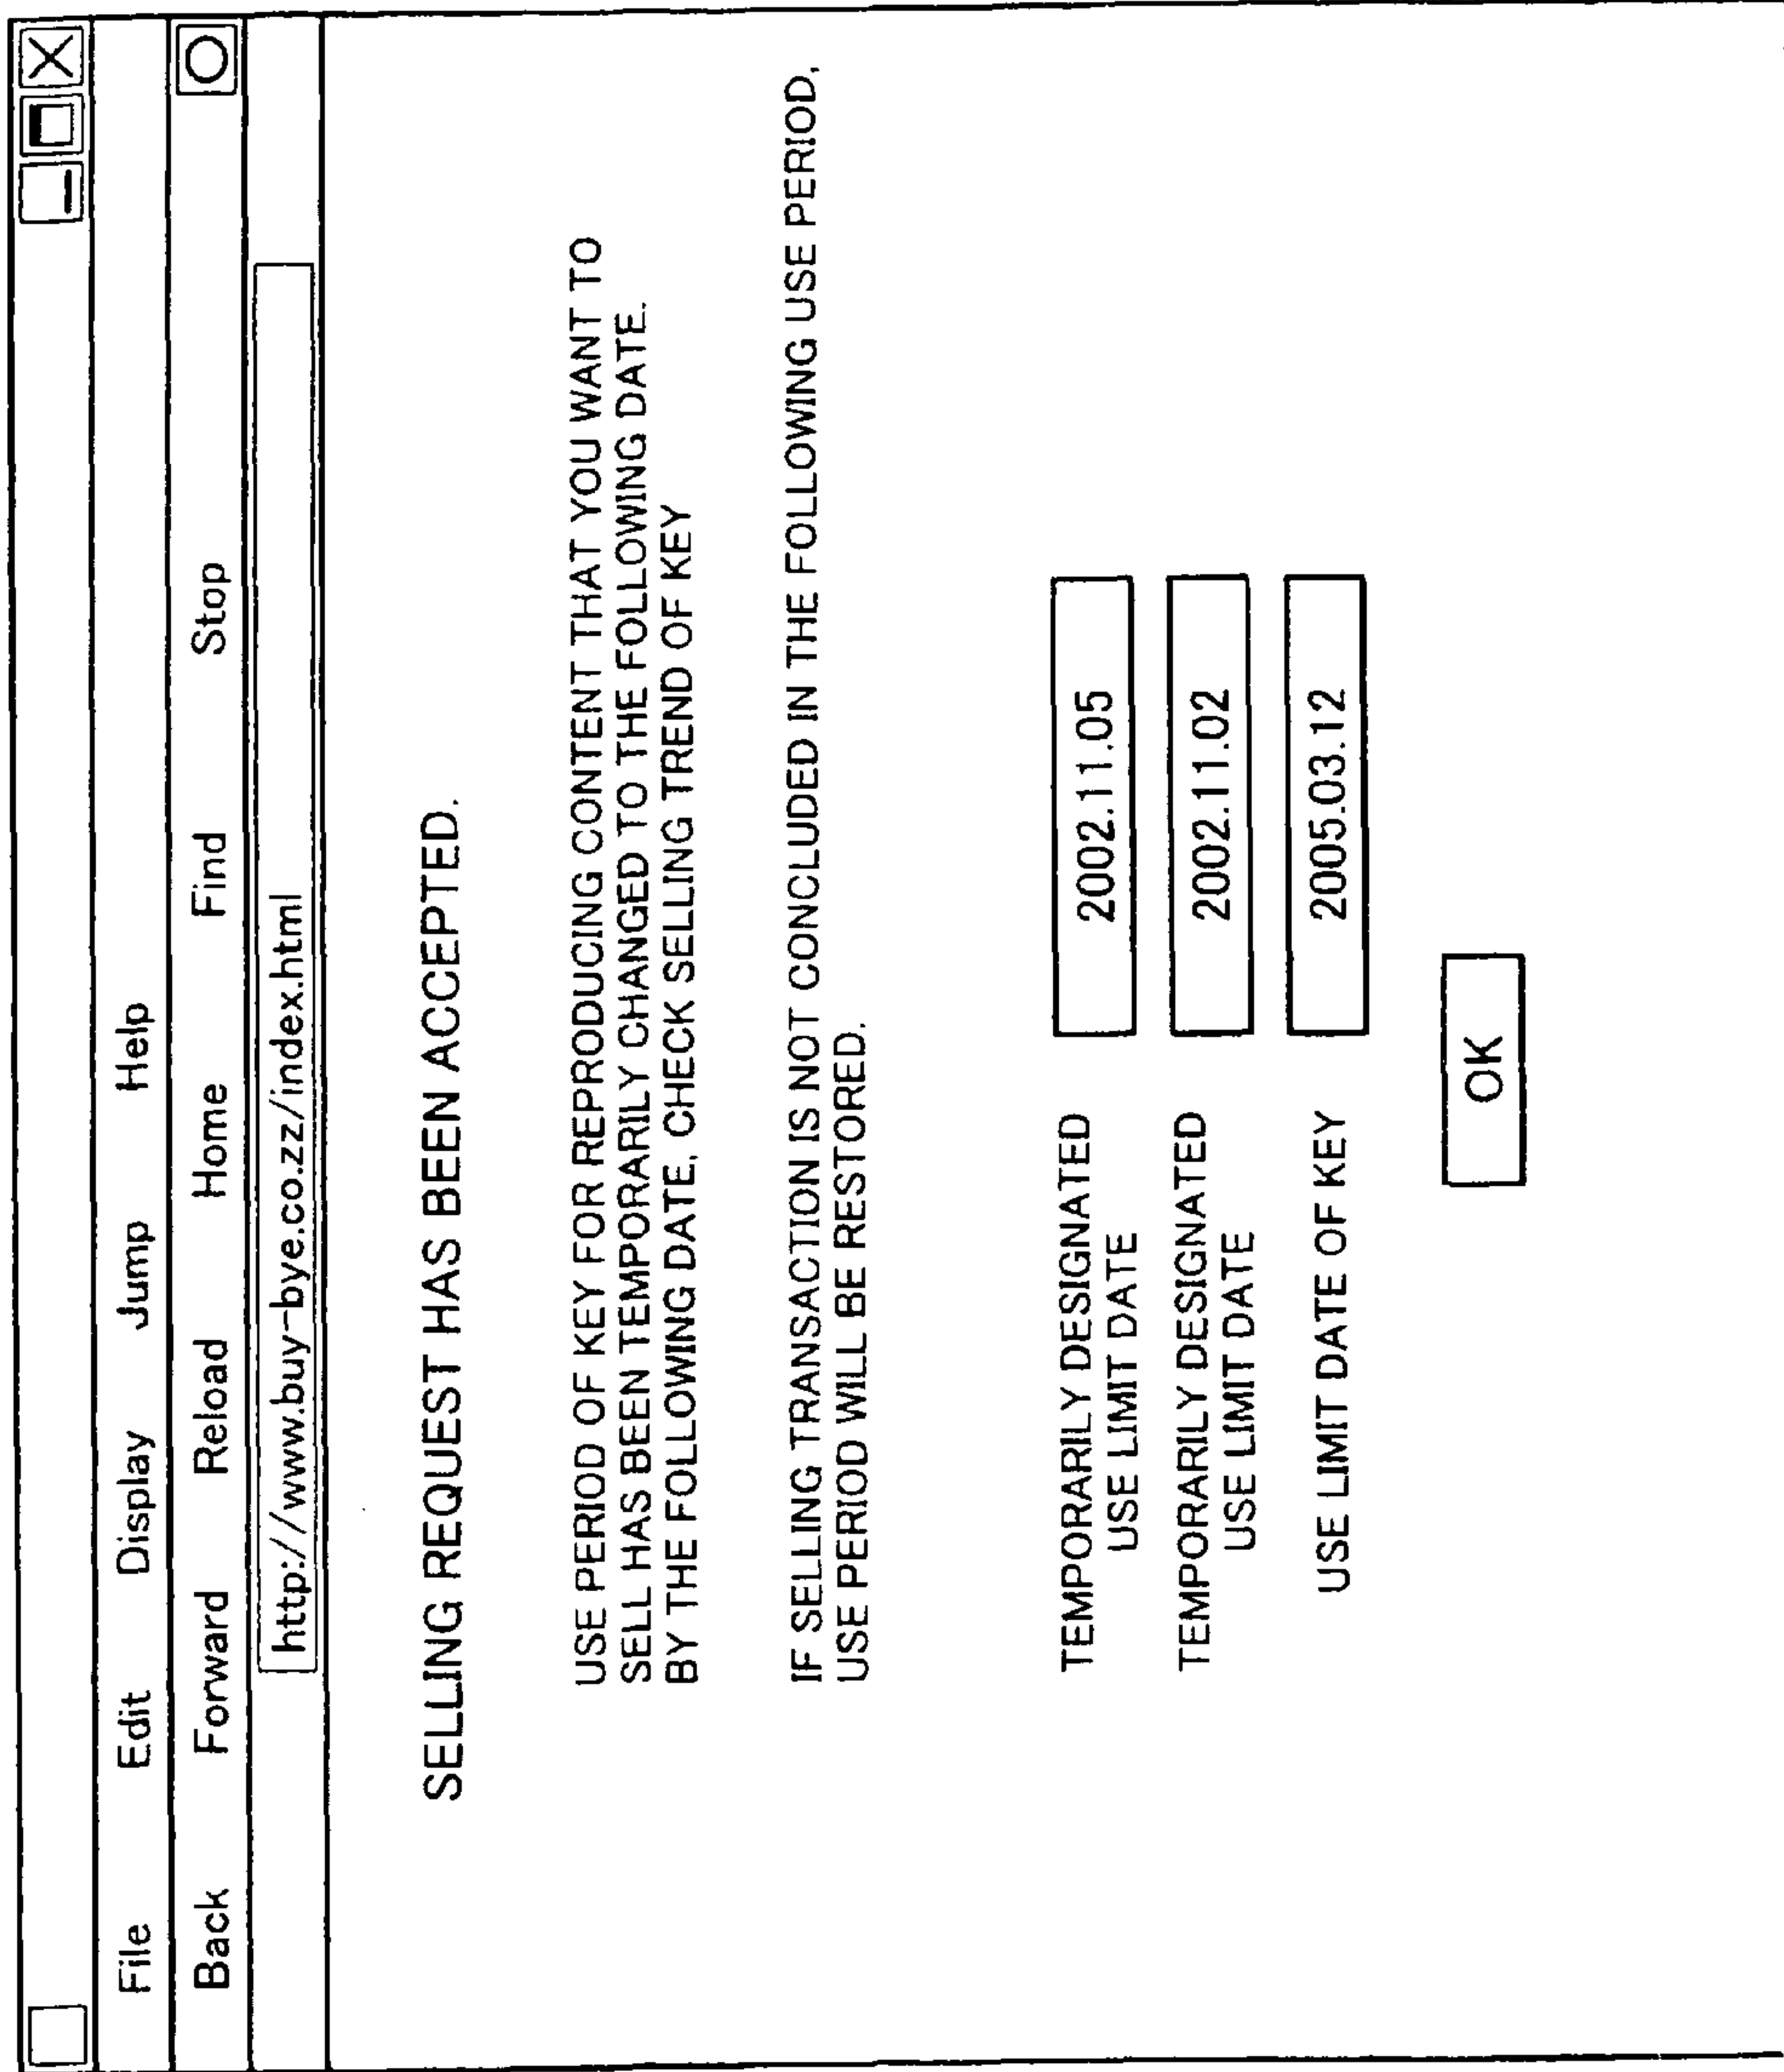 File Edit Display Jump Help
Back Forward Reload Home Find Stop
http://www.buy-bye.co.zz/index.html
SELLING REQUEST HAS BEEN ACCEPTED.
USE PERIOD OF KEY FOR REPRODUCING CONTENT THAT YOU WANT TO
SELL HAS BEEN TEMPORARILY CHANGED TO THE FOLLOWING DATE.
BY THE FOLLOWING DATE, CHECK SELLING TREND OF KEY
IF SELLING TRANSACTION IS NOT CONCLUDED IN THE FOLLOWING USE PERIOD,
USE PERIOD WILL BE RESTORED.
TEMPORARILY DESIGNATED
USE LIMIT DATE 2002.11.05
TEMPORARILY DESIGNATED
USE LIMIT DATE 2002.11.02
USE LIMIT DATE OF KEY 2005.03.12
OK